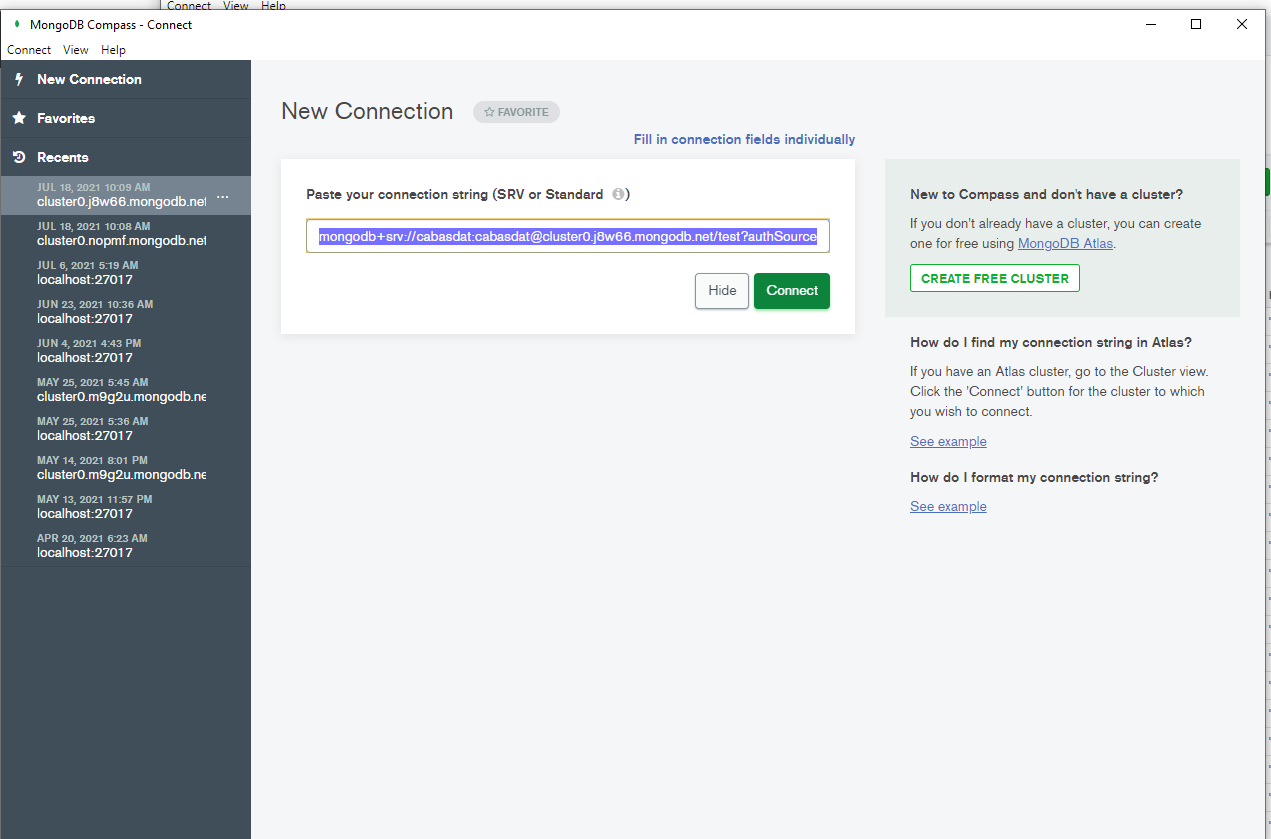 Connect View Help
MongoDB Compass - Connect
Connect View Help
New Connection
Favorites
Recents
JUL 18, 2021 10:09 AM
cluster0.j8w66.mongodb.net
...
JUL 18, 2021 10:08 AM
cluster0.nopmf.mongodb.net
JUL 6, 2021 5:19 AM
localhost:27017
JUN 23, 2021 10:36 AM
localhost:27017
JUN 4, 2021 4:43 PM
localhost:27017
MAY 25, 2021 5:45 AM
cluster0.m9g2u.mongodb.ne
MAY 25, 2021 5:36 AM
localhost:27017
MAY 14, 2021 8:01 PM
cluster0.m9g2u.mongodb.ne
MAY 13, 2021 11:57 PM
localhost:27017
APR 20, 2021 6:23 AM
localhost:27017
New Connection
FAVORITE
Fill in connection fields individually
Paste your connection string (SRV or Standard )
mongodb+srv://cabasdat:cabasdat@cluster0.j8w66.mongodb.net/test?authSource
Hide
Connect
New to Compass and don't have a cluster?
If you don't already have a cluster, you can create
one for free using MongoDB Atlas.
CREATE FREE CLUSTER
How do I find my connection string in Atlas?
If you have an Atlas cluster, go to the Cluster view.
Click the 'Connect' button for the cluster to which
you wish to connect.
See example
How do I format my connection string?
See example